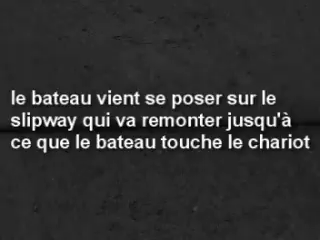 le bateau vient se poser sur le
slipway qui va remonter jusqu'à
ce que le bateau touche le chariot